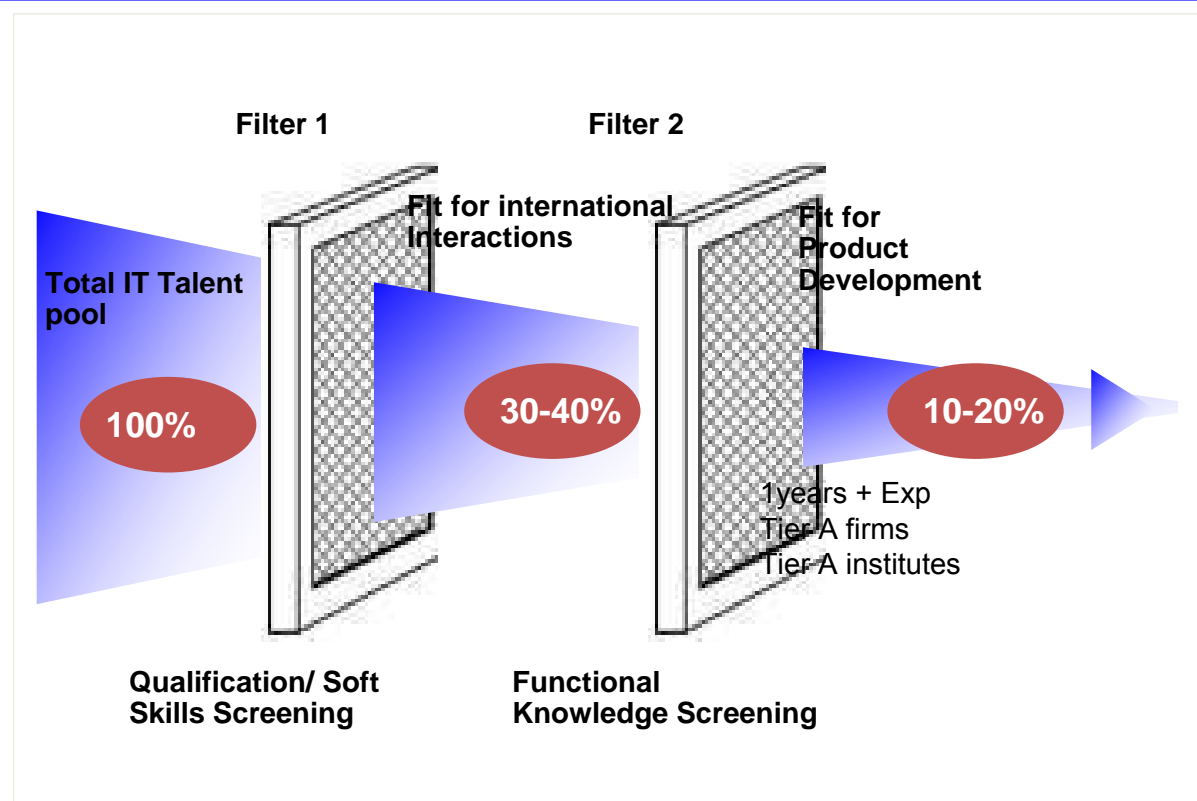 Filter 1
Filter 2
Fit for international
Interactions
Fit for
Product
Development
Total IT Talent
pool
100%
30-40%
10-20%
1years + Exp
Tier A firms
Tier A institutes
Qualification/ Soft
Skills Screening
Functional
Knowledge Screening